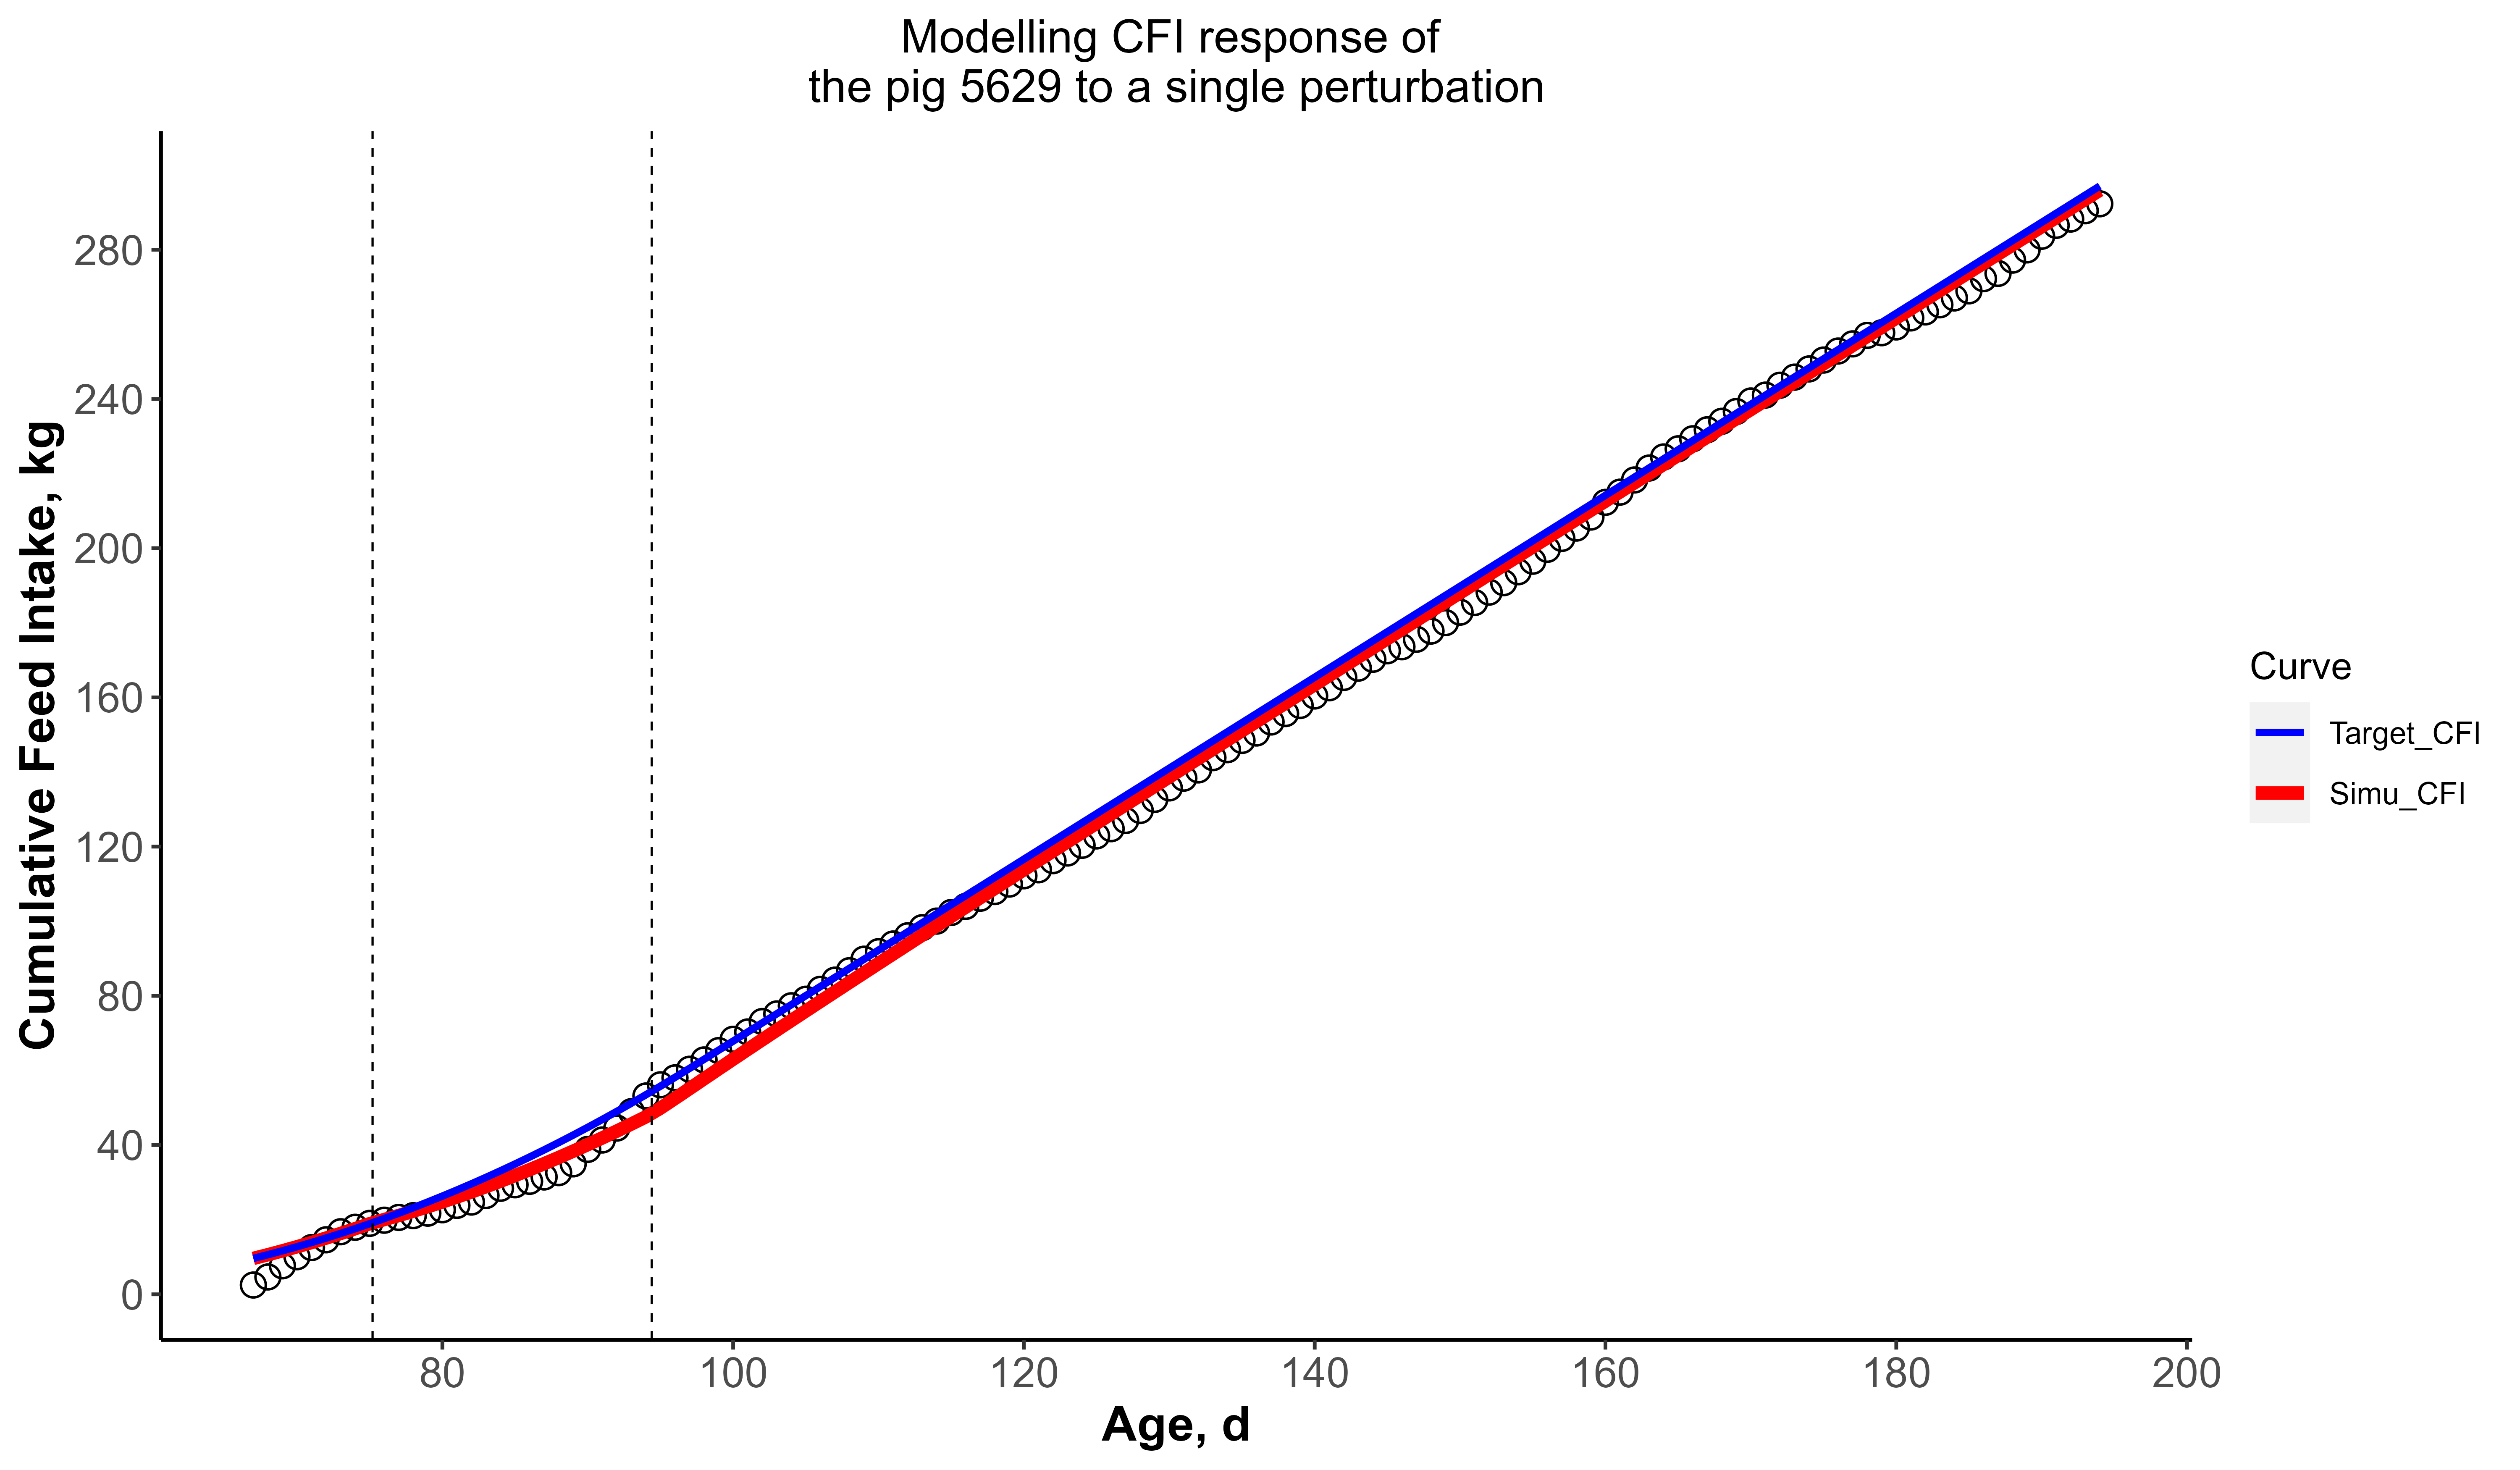 Modelling CFI response of
the pig 5629 to a single perturbation
Cumulative Feed Intake, kg
280
240
200
160
120
80
40
0
80 100 120 140 160 180 200
Age, d
Curve
Target_CFI
Simu_CFI